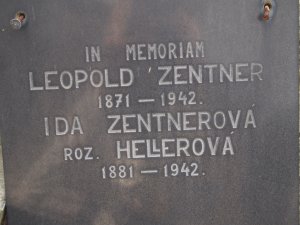 IN MEMORIAM
LEOPOLD ZENTNER
1871 — 1942.
IDA ZENTNEROVÁ
ROZ. HELLEROVÁ
1881 — 1942.